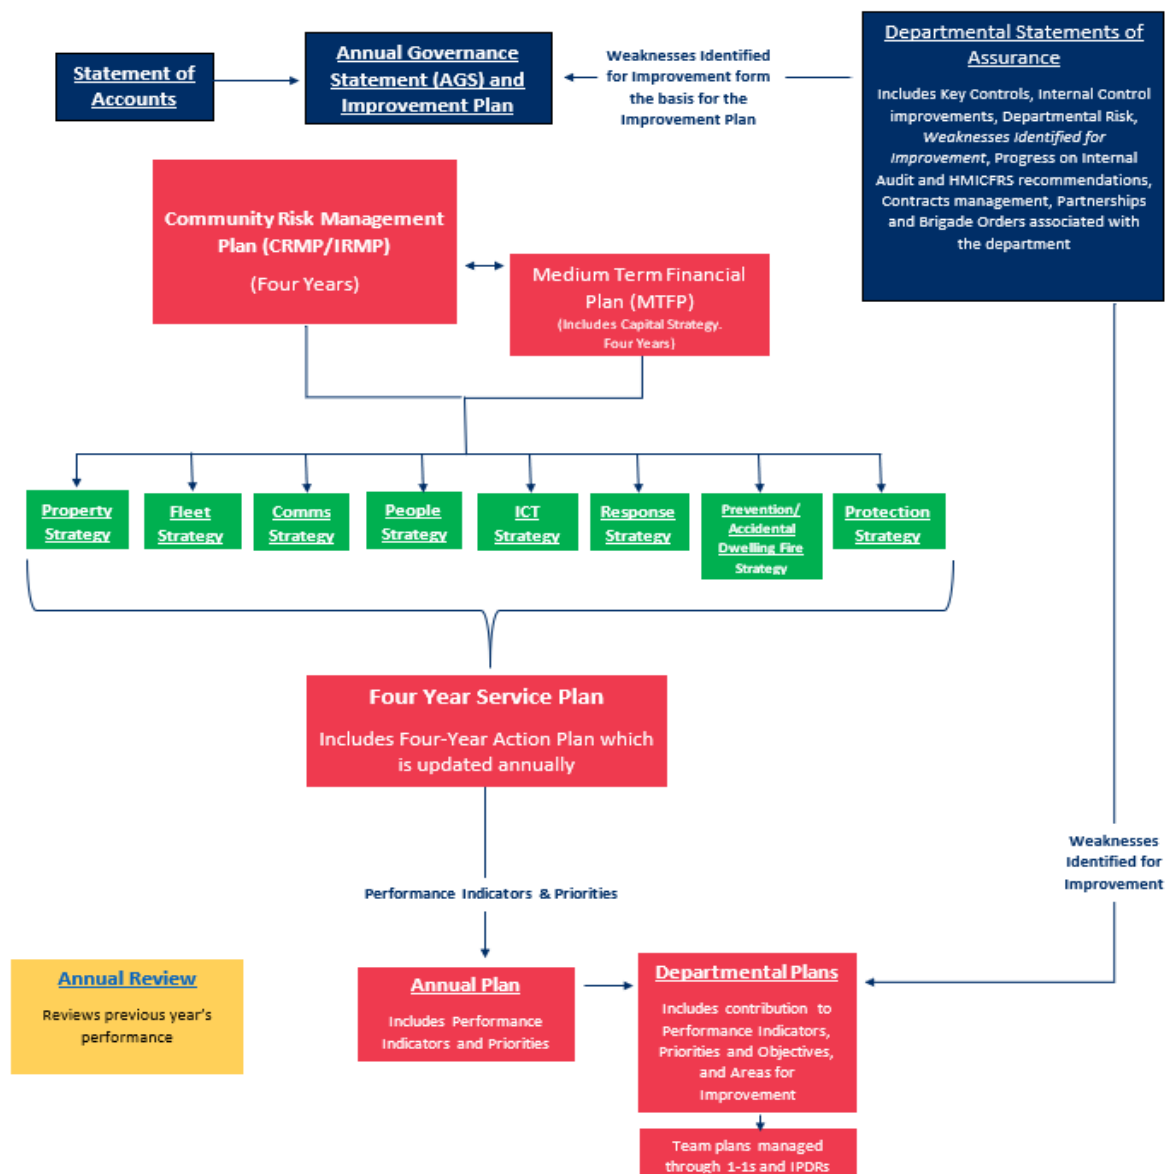 Statement of
Accounts
Annual Governance
Statement (AGS) and
Improvement Plan
Weaknesses Identified
for Improvement form
the basis for the
Improvement Plan
Departmental Statements of
Assurance
Includes Key Controls, Internal Control
improvements, Departmental Risk,
Weaknesses Identified for
Improvement, Progress on Internal
Audit and HMICFRS recommendations,
Contracts management, Partnerships
and Brigade Orders associated with
the department
Community Risk Management
Plan (CRMP/IRMP)
(Four Years)
Medium Term Financial
Plan (MTFP)
(Includes Capital Strategy.
Four Years)
Property
Strategy
Fleet
Strategy
Comms
Strategy
People
Strategy
ICT
Strategy
Response
Strategy
Prevention/
Accidental
Dwelling Fire
Strategy
Protection
Strategy
Four Year Service Plan
Includes Four-Year Action Plan which
is updated annually
Performance Indicators & Priorities
Weaknesses
Identified for
Improvement
Annual Review
Reviews previous year's
performance
Annual Plan
Includes Performance
Indicators and Priorities
Departmental Plans
Includes contribution to
Performance Indicators,
Priorities and Objectives,
and Areas for
Improvement
Team plans managed
through 1-1s and IPDRs